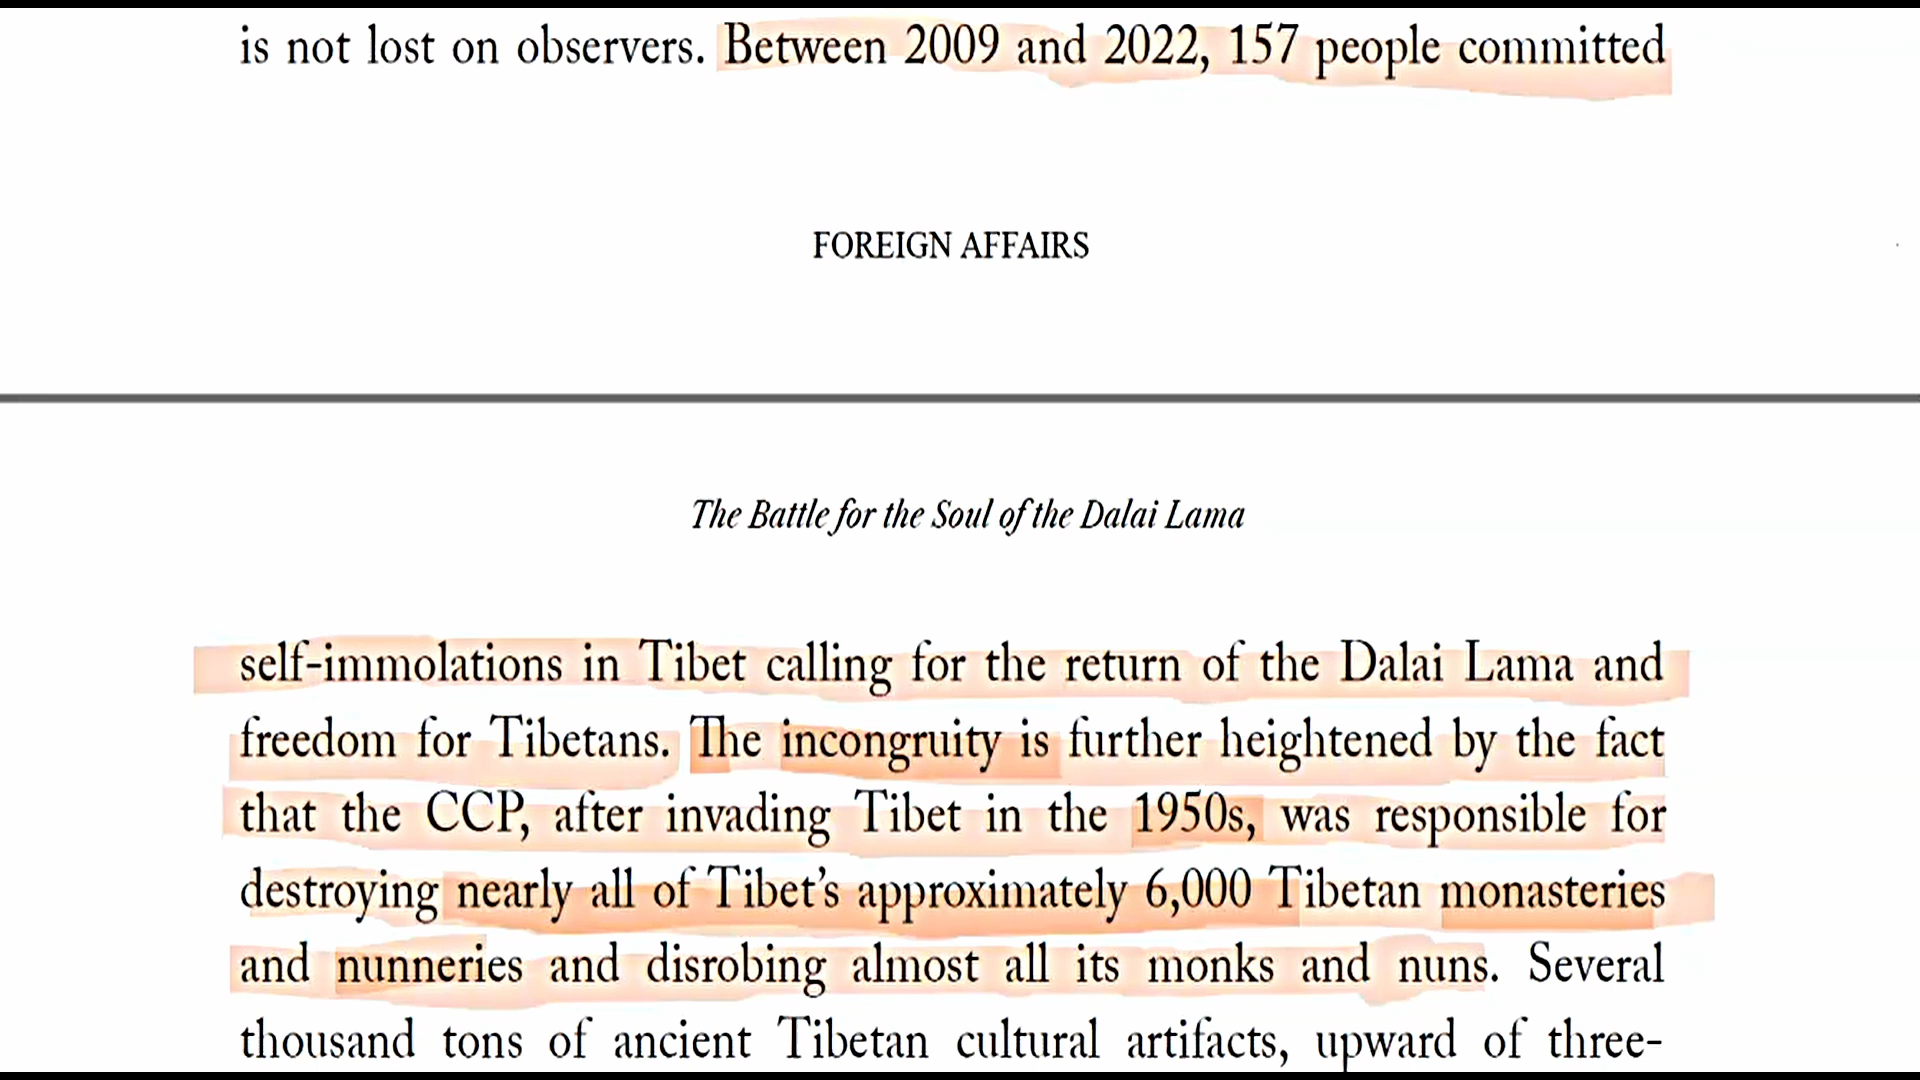 is not lost on observers. Between 2009 and 2022, 157 people committed
FOREIGN AFFAIRS
The Battle for the Soul of the Dalai Lama
self-immolations in Tibet calling for the return of the Dalai Lama and
freedom for Tibetans. The incongruity is further heightened by the fact
that the CCP, after invading Tibet in the 1950s, was responsible for
destroying nearly all of Tibet’s approximately 6,000 Tibetan monasteries
and nunneries and disrobing almost all its monks and nuns. Several
thousand tons of ancient Tibetan cultural artifacts, upward of three-